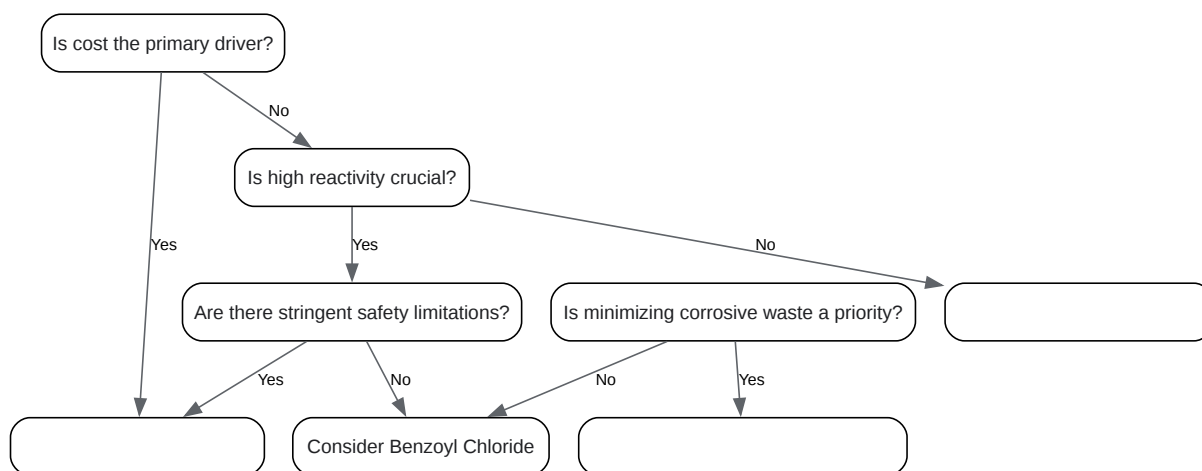 Is cost the primary driver?
No
Is high reactivity crucial?
Yes
Yes
No
Are there stringent safety limitations?
Is minimizing corrosive waste a priority?
Yes
No
No
Yes
Consider Benzoyl Chloride